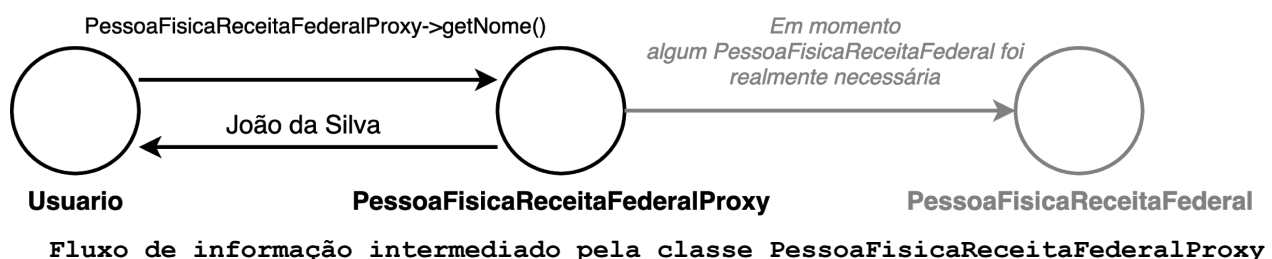 PessoaFisicaReceitaFederalProxy->getNome()
Em momento
algum PessoaFisicaReceitaFederal foi
realmente necessária
João da Silva
Usuario
PessoaFisicaReceitaFederalProxy
PessoaFisicaReceitaFederal
Fluxo de informação intermediado pela classe PessoaFisicaReceitaFederalProxy